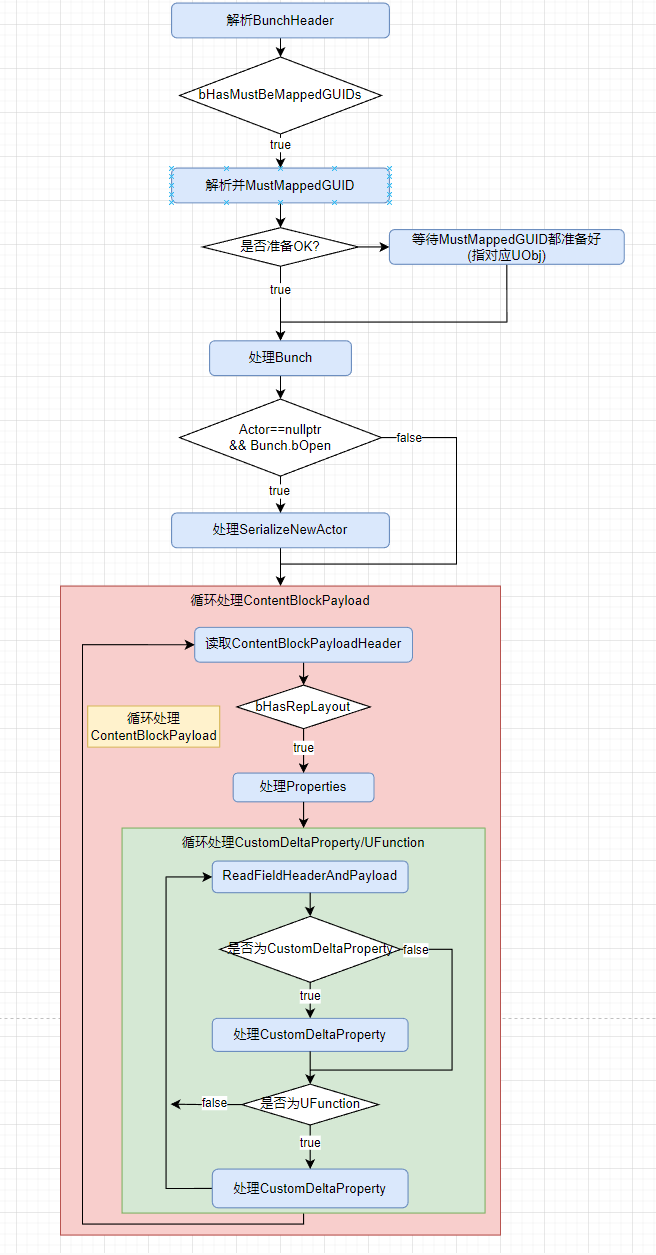 解析BunchHeader
bHasMustBeMappedGUIDs
true
解析并MustMappedGUID
是否准备OK?
等待MustMappedGUID都准备好
(指对应UObj)
true
处理Bunch
Actor==nullptr
&& Bunch.bOpen
false
true
处理SerializeNewActor
循环处理ContentBlockPayload
读取ContentBlockPayloadHeader
bHasRepLayout
循环处理
ContentBlockPayload
true
处理Properties
循环处理CustomDeltaProperty/UFunction
ReadFieldHeaderAndPayload
是否为CustomDeltaProperty
false
true
处理CustomDeltaProperty
false
是否为UFunction
true
处理CustomDeltaProperty